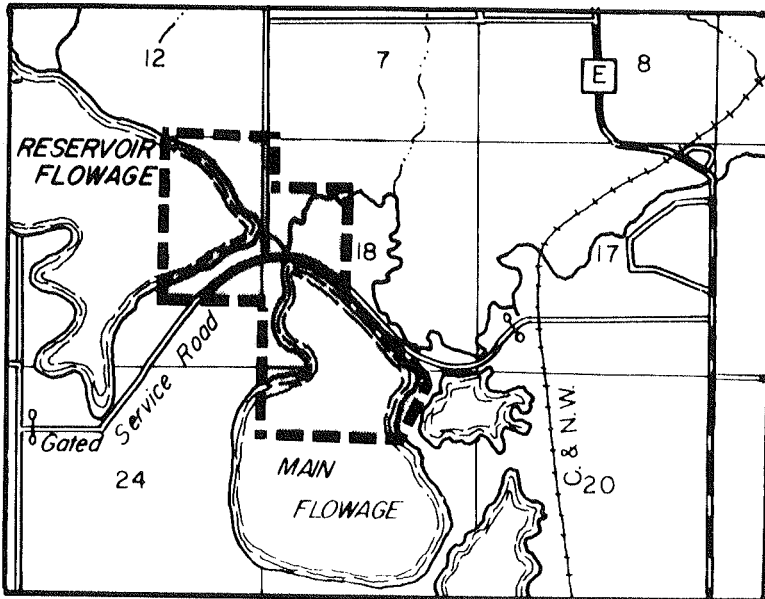 12
7
8
E
RESERVOIR
FLOWAGE
18
17
Gated Service Road
C. & N.W.
24
MAIN
FLOWAGE
20